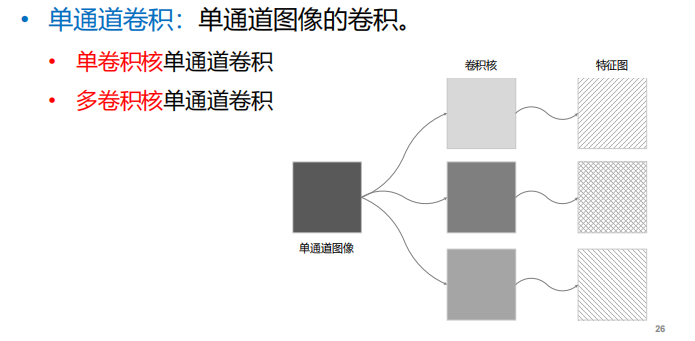 • 单通道卷积：单通道图像的卷积。
• 单卷积核单通道卷积
• 多卷积核单通道卷积
卷积核
特征图
单通道图像
26